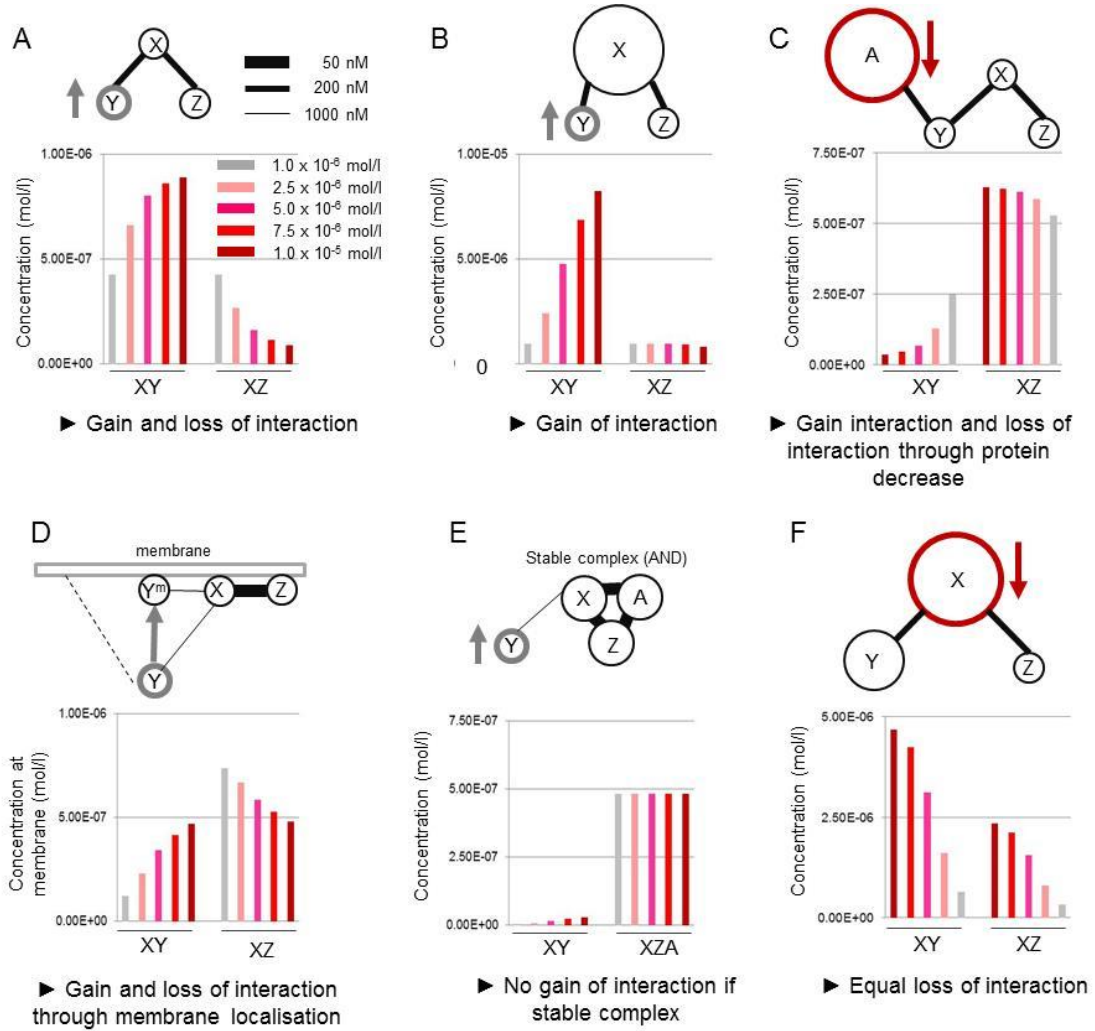 A
X
Y
Z
50 nM
200 nM
1000 nM
Concentration (mol/l)
1.00E-06
5.00E-07
0.00E+00
1.0 x 10⁻⁶ mol/l
2.5 x 10⁻⁶ mol/l
5.0 x 10⁻⁶ mol/l
7.5 x 10⁻⁶ mol/l
1.0 x 10⁻⁵ mol/l
XY
XZ
► Gain and loss of interaction
B
X
Y
Z
Concentration (mol/l)
1.00E-05
5.00E-06
0
XY
XZ
► Gain of interaction
C
A
X
Y
Z
Concentration (mol/l)
7.50E-07
5.00E-07
2.50E-07
0.00E+00
XY
XZ
► Gain interaction and loss of
interaction through protein
decrease
D
membrane
Yᵐ
X
Z
Y
Concentration at
membrane (mol/l)
1.00E-06
5.00E-07
0.00E+00
XY
XZ
► Gain and loss of interaction
through membrane localisation
E
Stable complex (AND)
X
A
Y
Z
Concentration (mol/l)
7.50E-07
5.00E-07
2.50E-07
0.00E+00
XY
XZA
► No gain of interaction if
stable complex
F
X
Y
Z
Concentration (mol/l)
5.00E-06
2.50E-06
0.00E+00
XY
XZ
► Equal loss of interaction